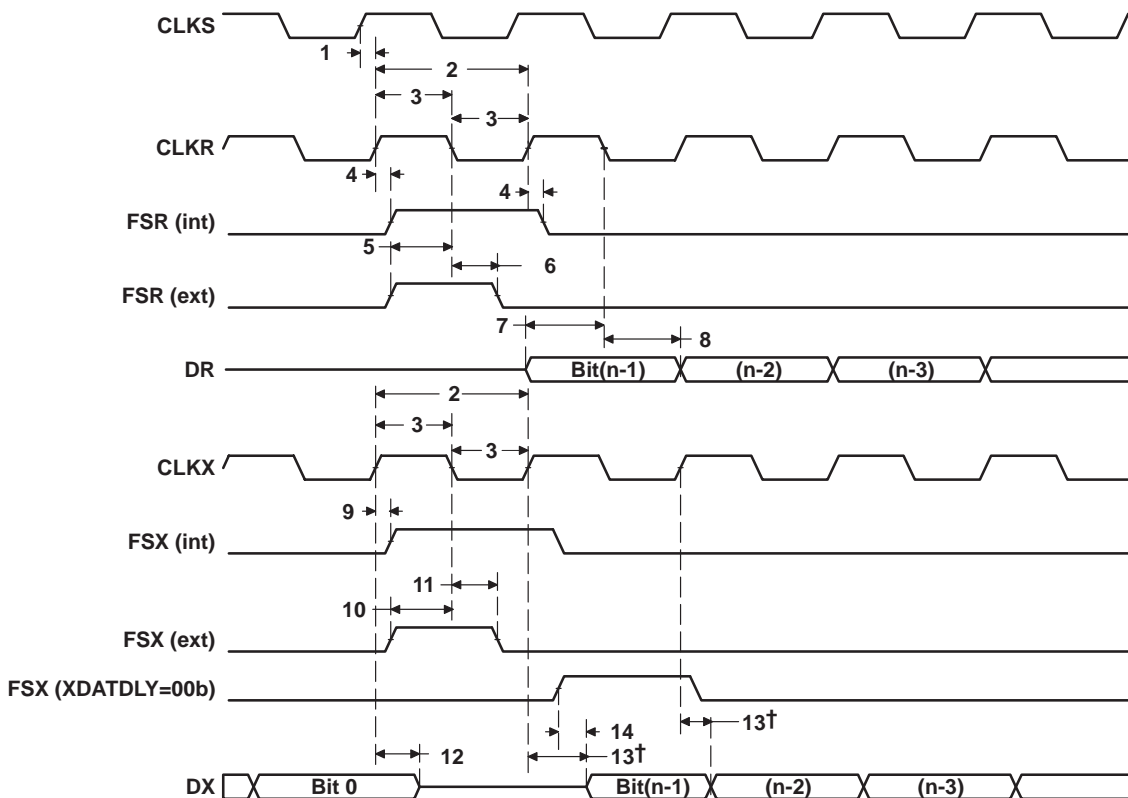 CLKS
1
2
3
3
CLKR
4
4
FSR (int)
5
6
FSR (ext)
7
8
DR
Bit(n-1)
(n-2)
(n-3)
2
3
3
CLKX
9
FSX (int)
11
10
FSX (ext)
FSX (XDATDLY=00b)
14
13†
12
13†
DX
Bit 0
Bit(n-1)
(n-2)
(n-3)